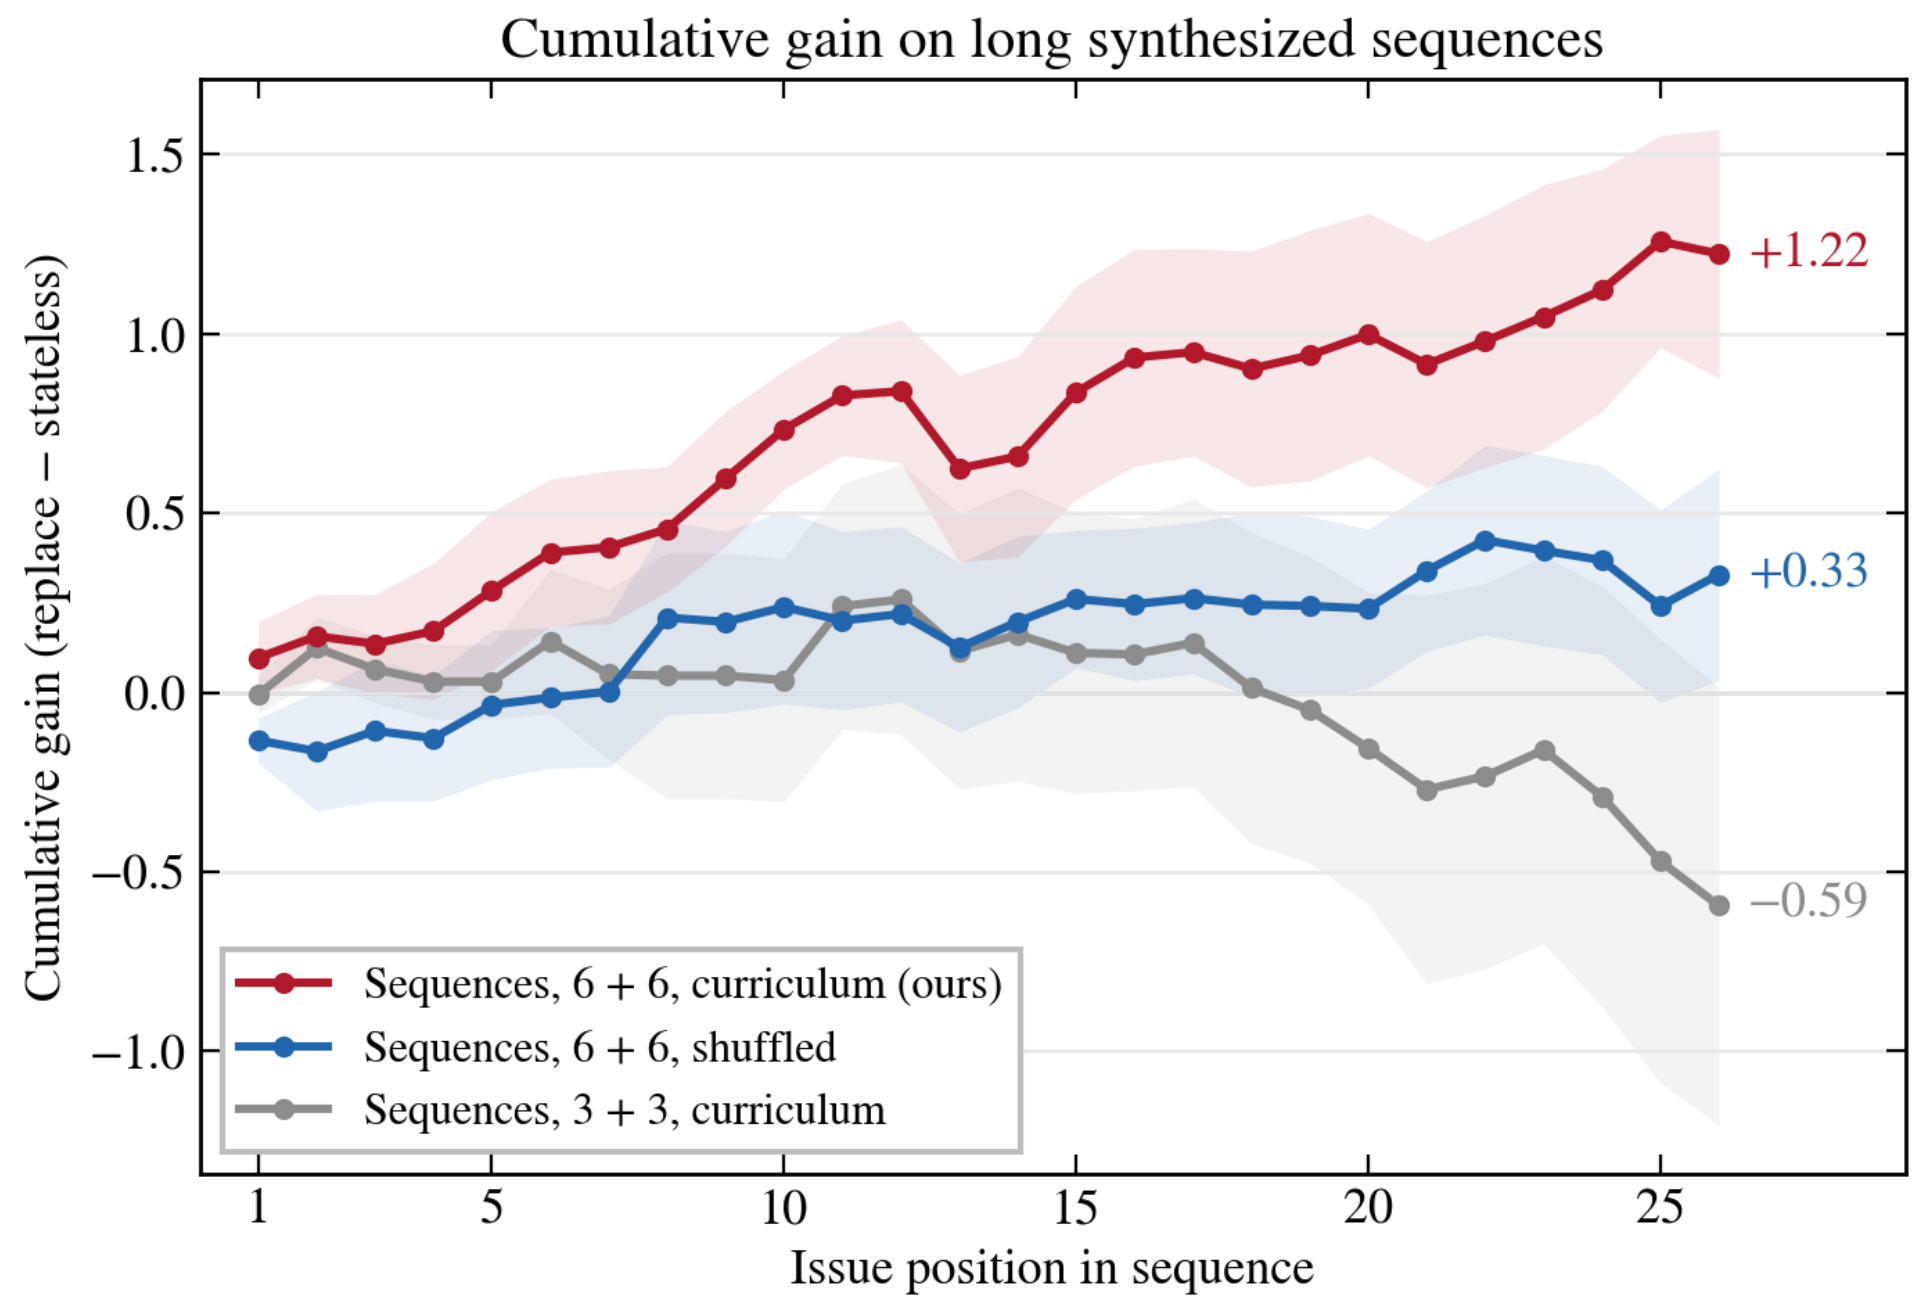 Cumulative gain on long synthesized sequences
Cumulative gain (replace − stateless)
1.5
1.0
0.5
0.0
−0.5
−1.0
+1.22
+0.33
−0.59
Sequences, 6 + 6, curriculum (ours)
Sequences, 6 + 6, shuffled
Sequences, 3 + 3, curriculum
1 5 10 15 20 25
Issue position in sequence